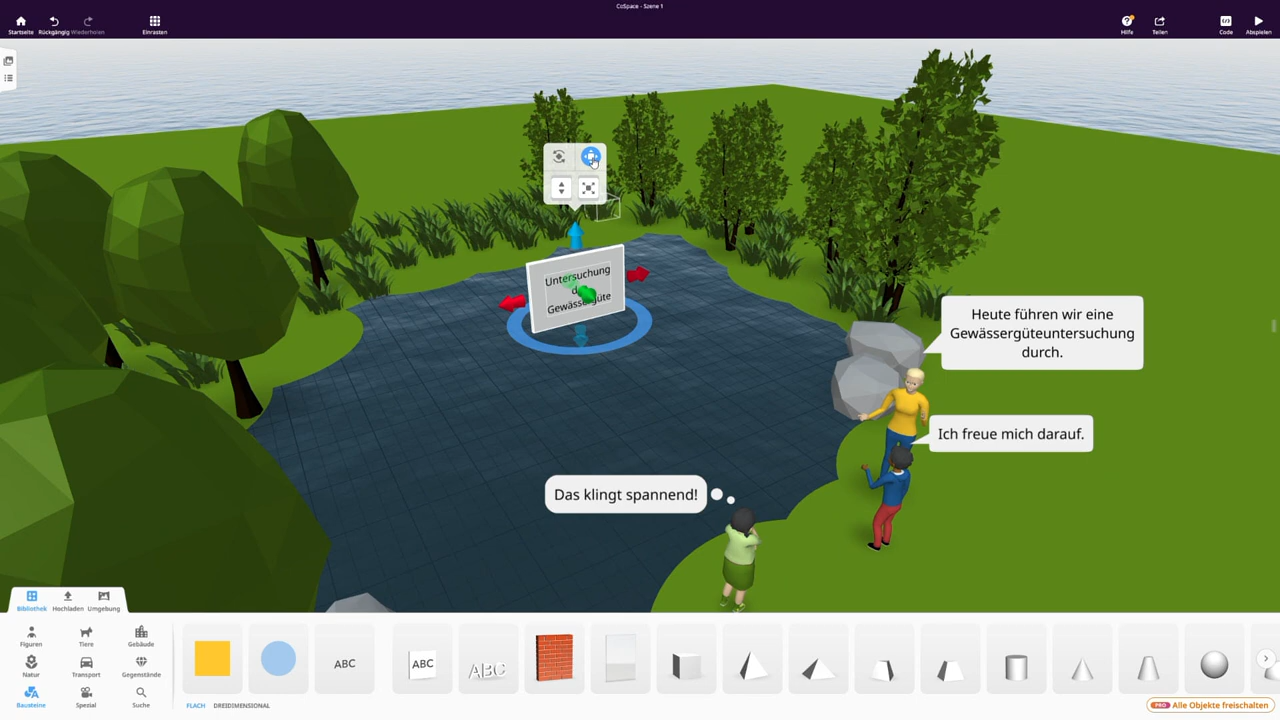 CoSpace - Szene 1
Startseite
Rückgängig
Wiederholen
Einrasten
Hilfe
Teilen
Code
Abspielen
Untersuchung
Gewässergüte
Heute führen wir eine
Gewässergüteuntersuchung
durch.
Ich freue mich darauf.
Das klingt spannend!
Bibliothek
Hochladen
Umgebung
Figuren
Tiere
Gebäude
Natur
Transport
Gegenstände
Bausteine
Spezial
Suche
ABC
ABC
ABC
FLACH
DREIDIMENSIONAL
PRO Alle Objekte freischalten